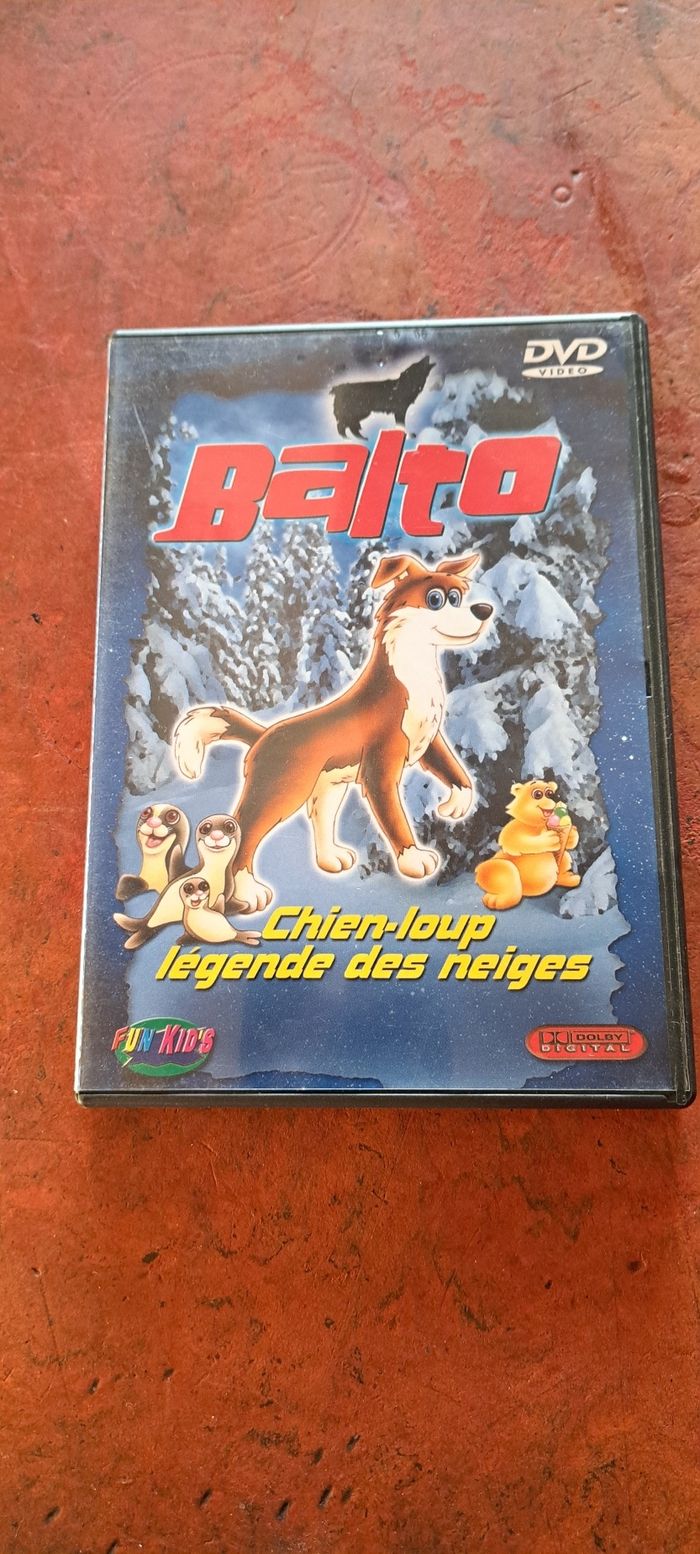 DVD
VIDEO
Balto
Chien-loup
légende des neiges
FUN KID'S
DOLBY
DIGITAL